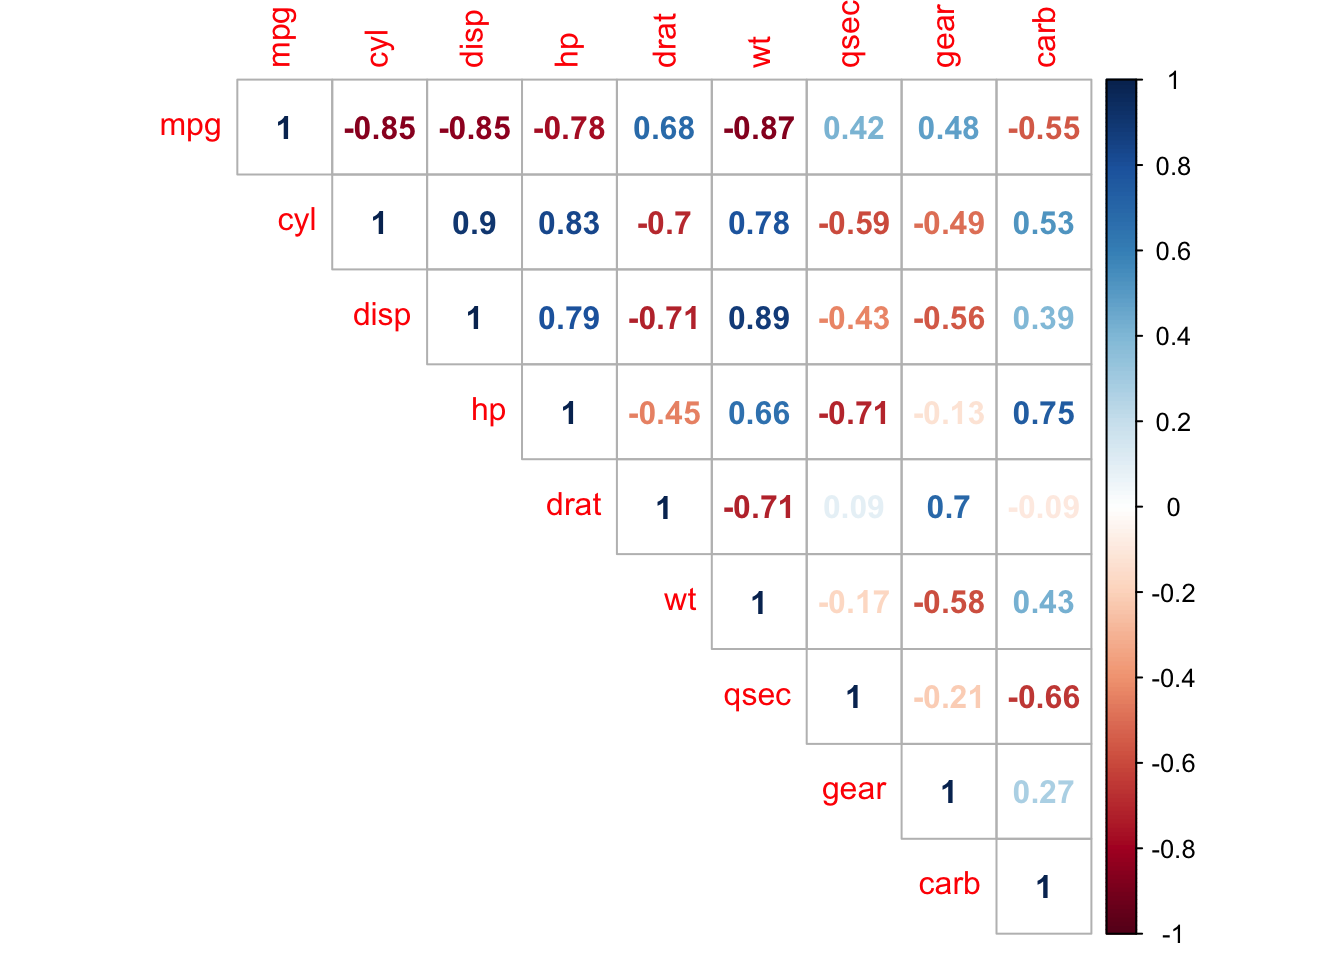 mpg cyl disp hp drat wt qsec gear carb
mpg 1 -0.85 -0.85 -0.78 0.68 -0.87 0.42 0.48 -0.55
cyl 1 0.9 0.83 -0.7 0.78 -0.59 -0.49 0.53
disp 1 0.79 -0.71 0.89 -0.43 -0.56 0.39
hp 1 -0.45 0.66 -0.71 -0.13 0.75
drat 1 -0.71 0.09 0.7 -0.09
wt 1 -0.17 -0.58 0.43
qsec 1 -0.21 -0.66
gear 1 0.27
carb 1
1
0.8
0.6
0.4
0.2
0
-0.2
-0.4
-0.6
-0.8
-1